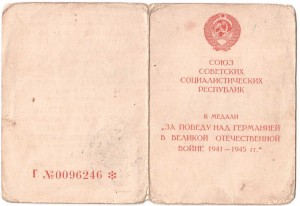 Г №0096246 ✻
СОЮЗ
СОВЕТСКИХ
СОЦИАЛИСТИЧЕСКИХ
РЕСПУБЛИК
К МЕДАЛИ
„ЗА ПОБЕДУ НАД ГЕРМАНИЕЙ
В ВЕЛИКОЙ ОТЕЧЕСТВЕННОЙ
ВОЙНЕ 1941—1945 гг.“